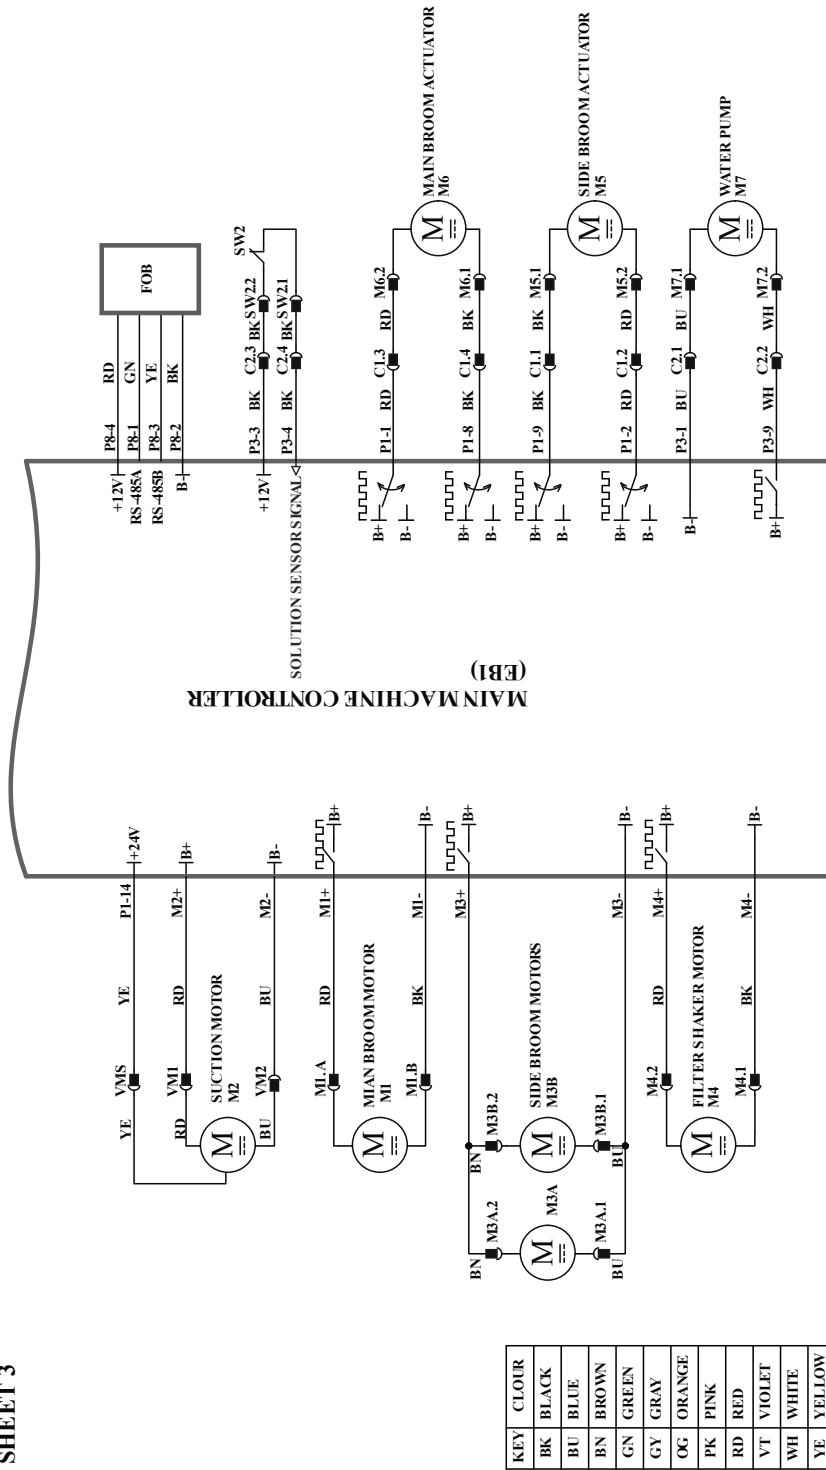 SHEET 3
P8-4 RD
P8-1 GN
P8-3 YE
P8-2 BK
FOB
+12V
RS-485A
RS-485B
B-
P3-3 BK C2.3 BK SW2.2 SW2
P3-4 BK C2.4 BK SW2.1
+12V
SOLUTION SENSOR SIGNAL
P1-1 RD C1.3 RD M6.2
MAIN BROOM ACTUATOR
M6
P1-8 BK C1.4 BK M6.1
B+
B-
B+
B-
P1-9 BK C1.1 BK M5.1
SIDE BROOM ACTUATOR
M5
P1-2 RD C1.2 RD M5.2
B+
B-
B+
B-
P3-1 BU C2.1 BU M7.1
WATER PUMP
M7
P3-9 WH C2.2 WH M7.2
B-
B+
MAIN MACHINE CONTROLLER
(EB1)
YE VMS YE P1-14 +24V
RD VM1 RD M2+ B+
SUCTION MOTOR
M2
M
BU VM2 BU M2- B-
M1.A RD M1+ B+
MIAN BROOM MOTOR
M1
M
M1.B BK M1- B-
BN M3A.2 BN M3B.2 M3+ B+
SIDE BROOM MOTORS
M3B
M3A
M
M
BU M3A.1 BU M3B.1 M3- B-
M4.2 RD M4+ B+
FILTER SHAKER MOTOR
M4
M
M4.1 BK M4- B-
M
M
M
KEY CLOUR
BK BLACK
BU BLUE
BN BROWN
GN GREEN
GY GRAY
OG ORANGE
PK PINK
RD RED
VT VIOLET
WH WHITE
YE YELLOW